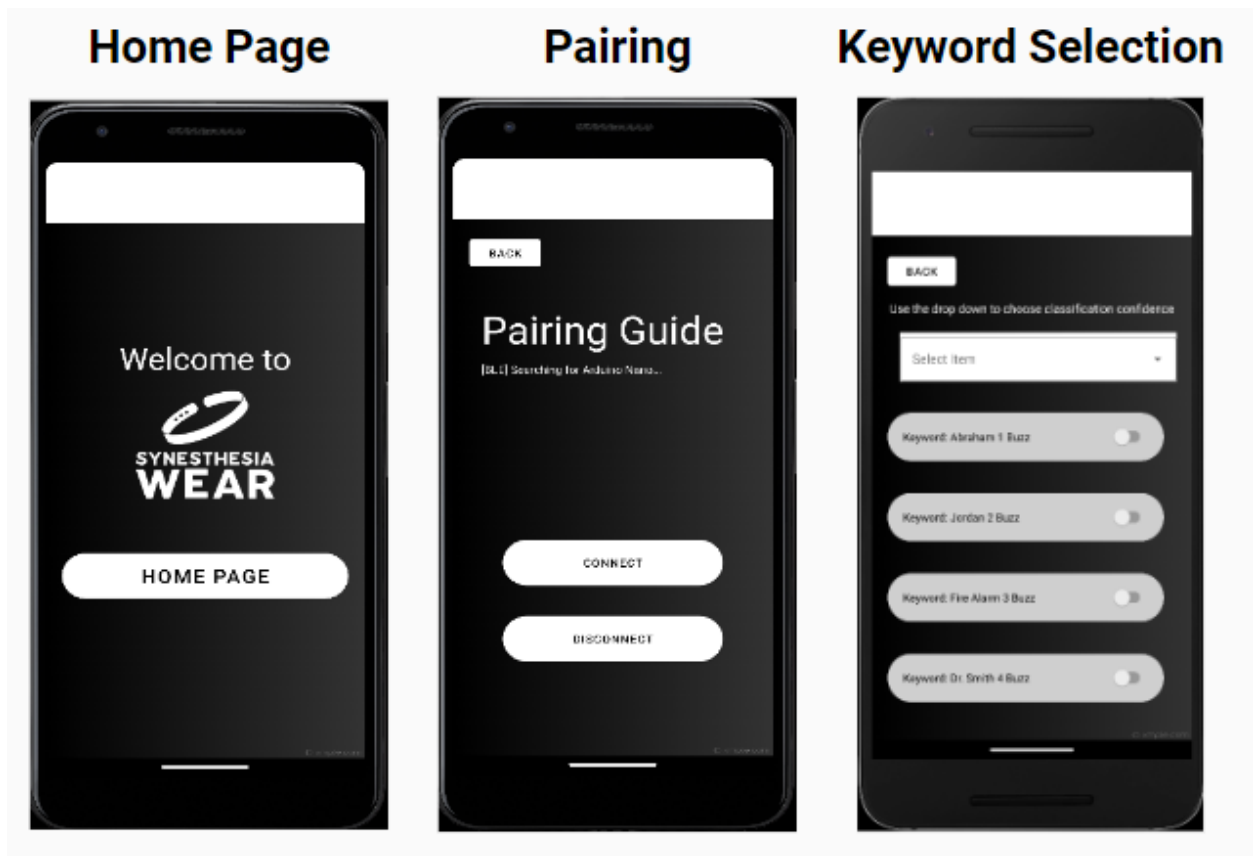 Home Page
Welcome to
SYNESTHESIA
WEAR
HOME PAGE
Pairing
BACK
Pairing Guide
[BLE] Searching for Arduino Nano...
CONNECT
DISCONNECT
Keyword Selection
BACK
Use the drop down to choose classification confidence
Select Item
Keyword: Abraham 1 Buzz
Keyword: Jordan 2 Buzz
Keyword: Fire Alarm 3 Buzz
Keyword: Dr. Smith 4 Buzz